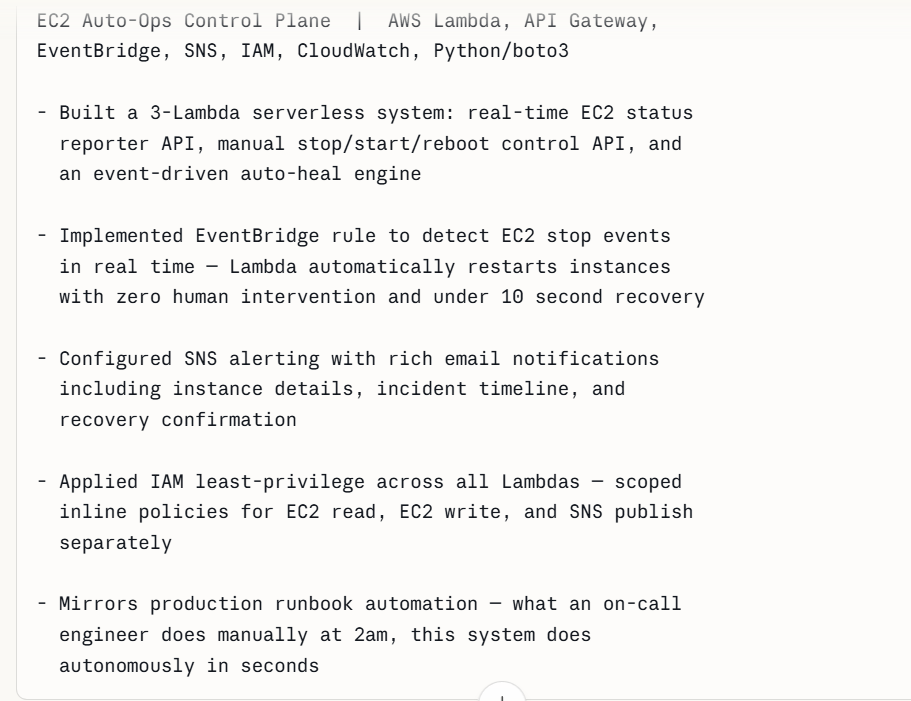 EC2 Auto-Ops Control Plane | AWS Lambda, API Gateway,
EventBridge, SNS, IAM, CloudWatch, Python/boto3
- Built a 3-Lambda serverless system: real-time EC2 status
reporter API, manual stop/start/reboot control API, and
an event-driven auto-heal engine
- Implemented EventBridge rule to detect EC2 stop events
in real time — Lambda automatically restarts instances
with zero human intervention and under 10 second recovery
- Configured SNS alerting with rich email notifications
including instance details, incident timeline, and
recovery confirmation
- Applied IAM least-privilege across all Lambdas — scoped
inline policies for EC2 read, EC2 write, and SNS publish
separately
- Mirrors production runbook automation — what an on-call
engineer does manually at 2am, this system does
autonomously in seconds